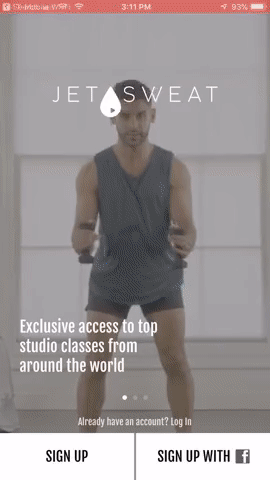 3:11 PM
93%
JETSWEAT
Exclusive access to top
studio classes from
around the world
Already have an account? Log In
SIGN UP
SIGN UP WITH